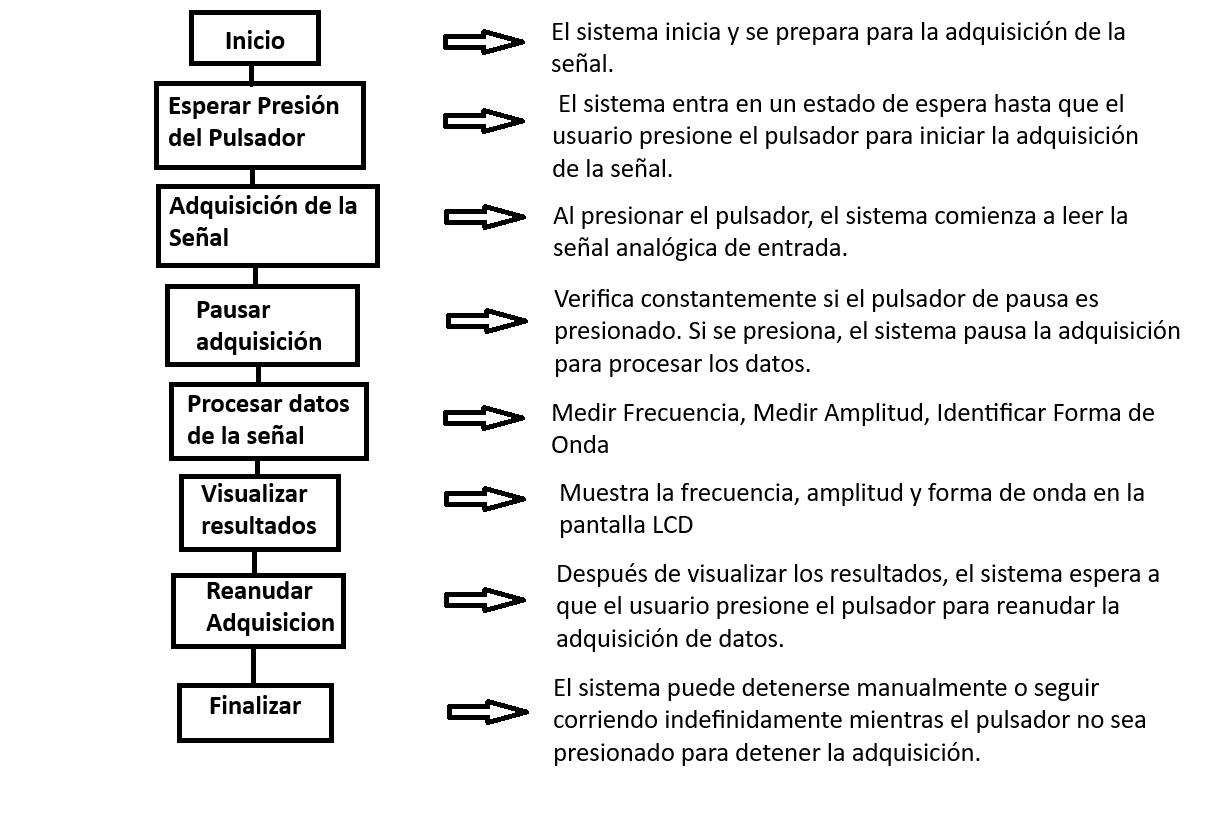 Inicio
El sistema inicia y se prepara para la adquisición de la
señal.
Esperar Presión
del Pulsador
El sistema entra en un estado de espera hasta que el
usuario presione el pulsador para iniciar la adquisición
de la señal.
Adquisición de la
Señal
Al presionar el pulsador, el sistema comienza a leer la
señal analógica de entrada.
Pausar
adquisición
Verifica constantemente si el pulsador de pausa es
presionado. Si se presiona, el sistema pausa la adquisición
para procesar los datos.
Procesar datos
de la señal
Medir Frecuencia, Medir Amplitud, Identificar Forma de
Onda
Visualizar
resultados
Muestra la frecuencia, amplitud y forma de onda en la
pantalla LCD
Reanudar
Adquisicion
Después de visualizar los resultados, el sistema espera a
que el usuario presione el pulsador para reanudar la
adquisición de datos.
Finalizar
El sistema puede detenerse manualmente o seguir
corriendo indefinidamente mientras el pulsador no sea
presionado para detener la adquisición.